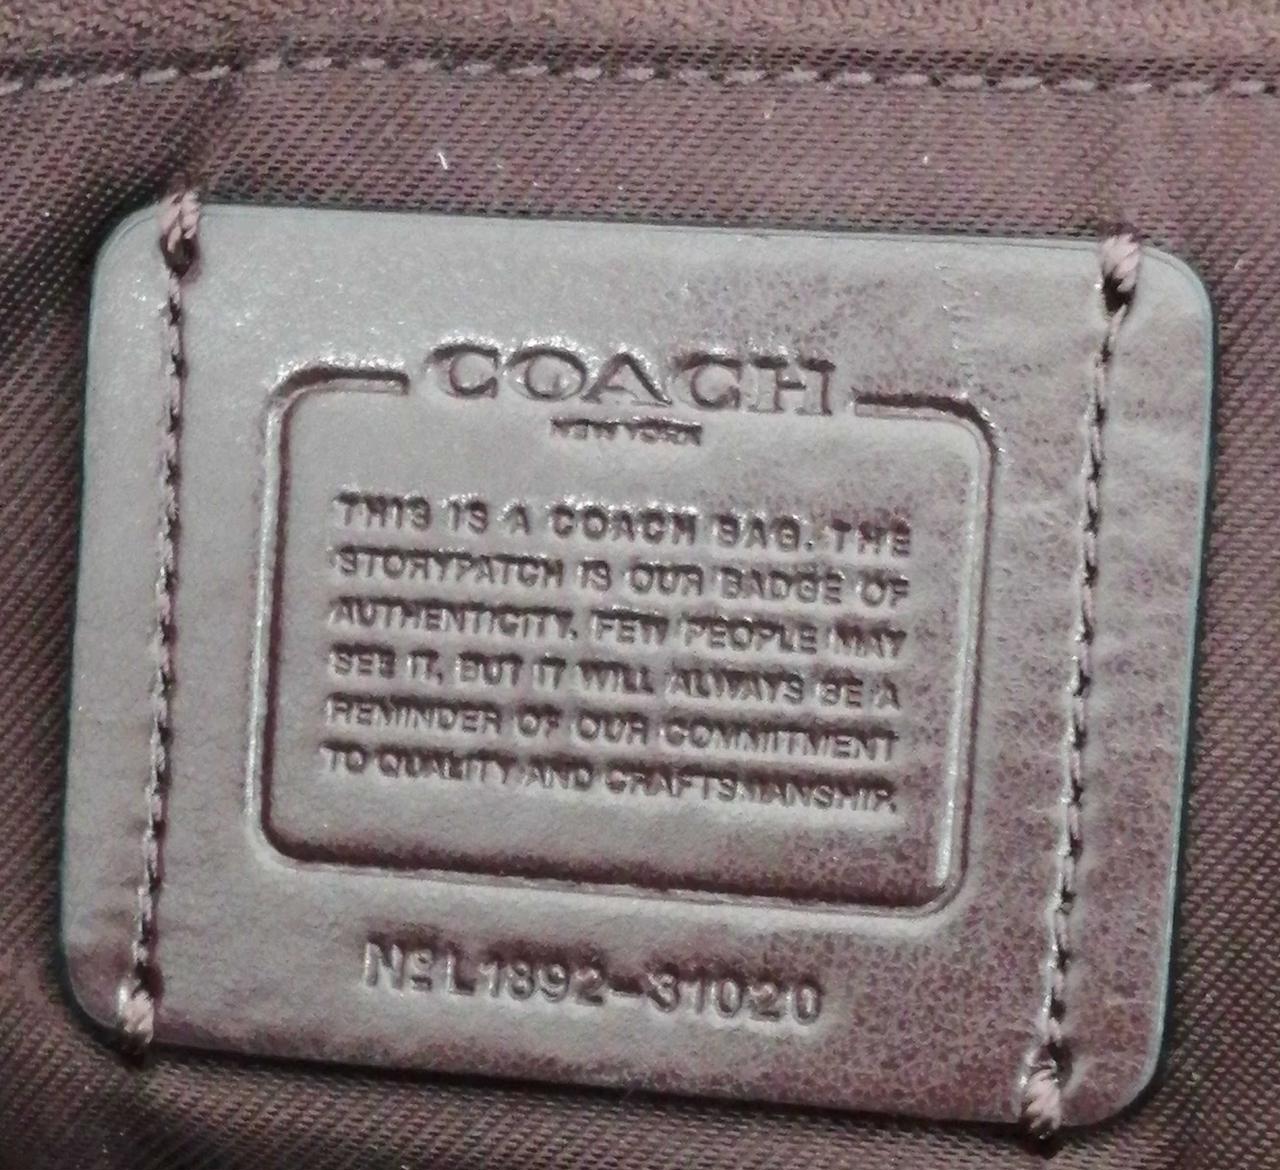 COACH
NEW YORK
THIS IS A COACH BAG. THE
STORYPATCH IS OUR BADGE OF
AUTHENTICITY. FEW PEOPLE MAY
SEE IT, BUT IT WILL ALWAYS BE A
REMINDER OF OUR COMMITMENT
TO QUALITY AND CRAFTSMANSHIP.
Nº L1892-31020